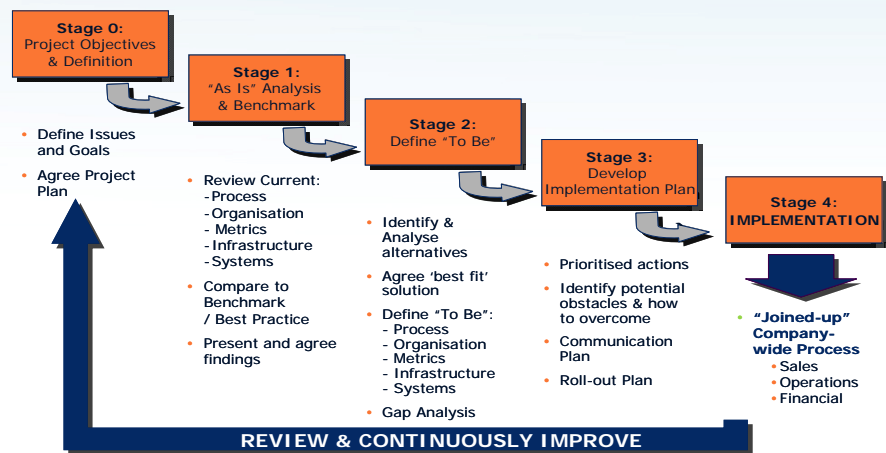 Stage 0:
Project Objectives
& Definition
• Define Issues
and Goals
• Agree Project
Plan
Stage 1:
“As Is” Analysis
& Benchmark
• Review Current:
-Process
-Organisation
- Metrics
-Infrastructure
-Systems
• Compare to
Benchmark
/ Best Practice
• Present and agree
findings
Stage 2:
Define “To Be”
• Identify &
Analyse
alternatives
• Agree ‘best fit’
solution
• Define “To Be”:
- Process
- Organisation
- Metrics
- Infrastructure
- Systems
• Gap Analysis
Stage 3:
Develop
Implementation Plan
• Prioritised actions
• Identify potential
obstacles & how
to overcome
• Communication
Plan
• Roll-out Plan
Stage 4:
IMPLEMENTATION
• “Joined-up”
Company-
wide Process
• Sales
• Operations
• Financial
REVIEW & CONTINUOUSLY IMPROVE